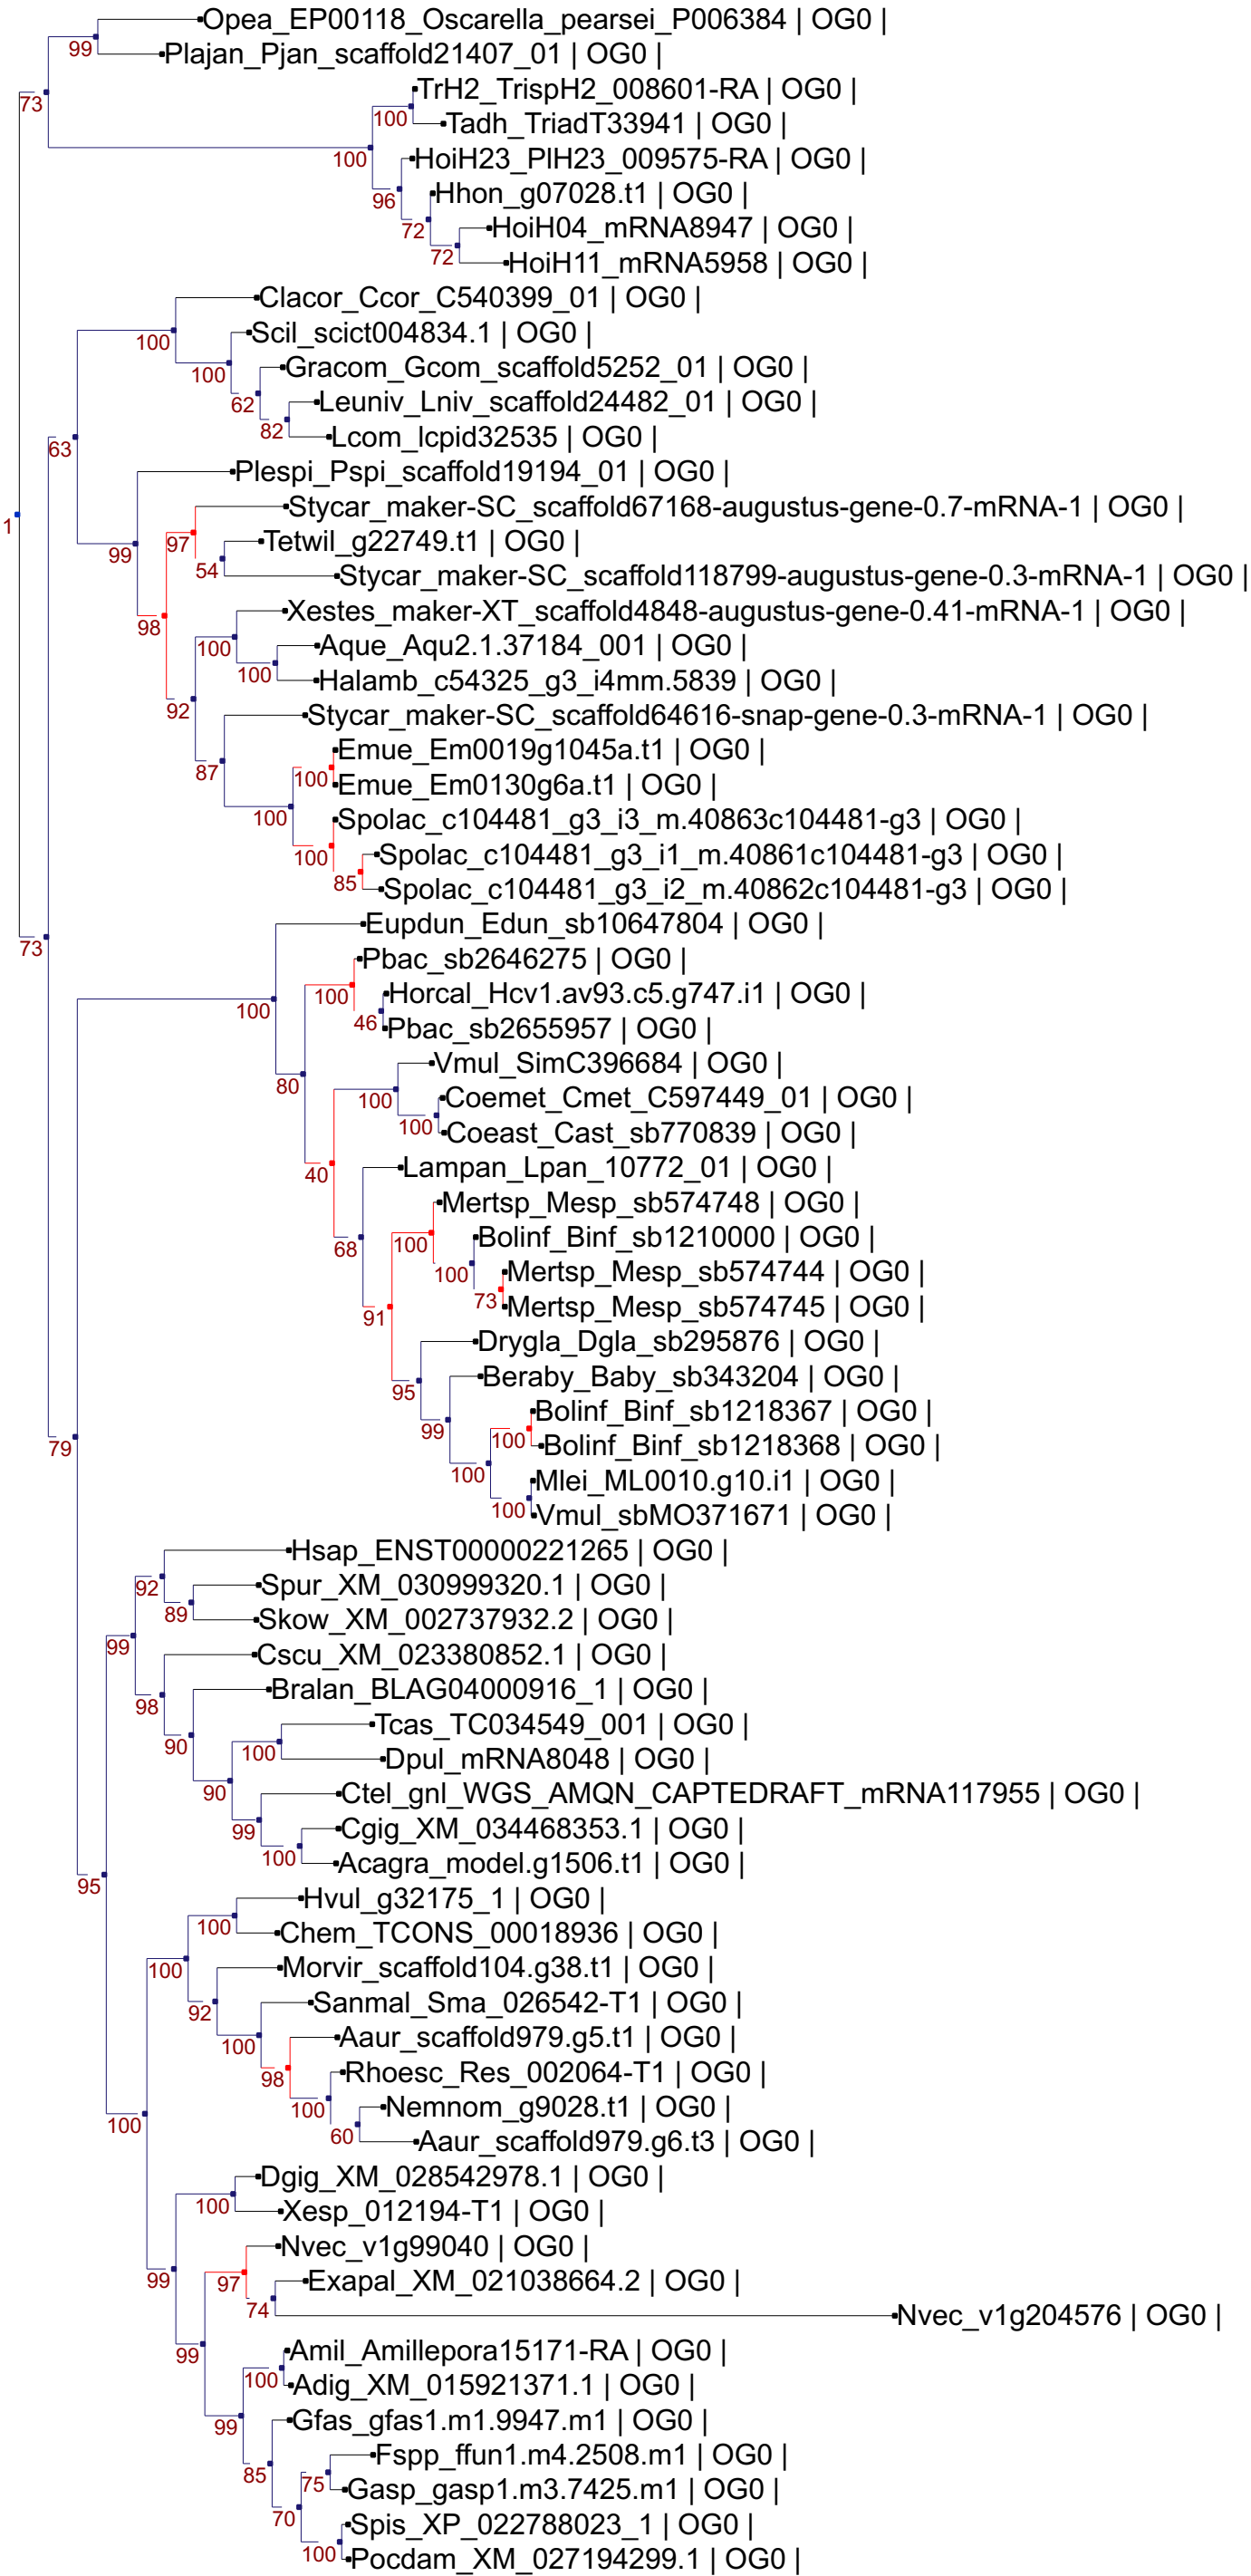 Opea_EP00118_Oscarella_pearsei_P006384 | OG0 |
99
Plajan_Pjan_scaffold21407_01 | OG0 |
TrH2_TrispH2_008601-RA | OG0 |
73
100
Tadh_TriadT33941 | OG0 |
100
HoiH23_PlH23_009575-RA | OG0 |
96
Hhon_g07028.t1 | OG0 |
72
HoiH04_mRNA8947 | OG0 |
72
HoiH11_mRNA5958 | OG0 |
Clacor_Ccor_C540399_01 | OG0 |
100
Scil_scict004834.1 | OG0 |
100
Gracom_Gcom_scaffold5252_01 | OG0 |
62
Leuniv_Lniv_scaffold24482_01 | OG0 |
82
Lcom_lcpid32535 | OG0 |
63
Plespi_Pspi_scaffold19194_01 | OG0 |
Stycar_maker-SC_scaffold67168-augustus-gene-0.7-mRNA-1 | OG0 |
1
97
99
Tetwil_g22749.t1 | OG0 |
54
Stycar_maker-SC_scaffold118799-augustus-gene-0.3-mRNA-1 | OG0 |
98
Xestes_maker-XT_scaffold4848-augustus-gene-0.41-mRNA-1 | OG0 |
100
Aque_Aqu2.1.37184_001 | OG0 |
100
Halamb_c54325_g3_i4mm.5839 | OG0 |
92
Stycar_maker-SC_scaffold64616-snap-gene-0.3-mRNA-1 | OG0 |
87
Emue_Em0019g1045a.t1 | OG0 |
100
Emue_Em0130g6a.t1 | OG0 |
100
Spolac_c104481_g3_i3_m.40863c104481-g3 | OG0 |
100
Spolac_c104481_g3_i1_m.40861c104481-g3 | OG0 |
85
Spolac_c104481_g3_i2_m.40862c104481-g3 | OG0 |
Eupdun_Edun_sb10647804 | OG0 |
73
Pbac_sb2646275 | OG0 |
100
100
Horcal_Hcv1.av93.c5.g747.i1 | OG0 |
46
Pbac_sb2655957 | OG0 |
Vmul_SimC396684 | OG0 |
80
100
Coemet_Cmet_C597449_01 | OG0 |
100
Coeast_Cast_sb770839 | OG0 |
40
Lampan_Lpan_10772_01 | OG0 |
Mertsp_Mesp_sb574748 | OG0 |
68
100
Bolinf_Binf_sb1210000 | OG0 |
100
Mertsp_Mesp_sb574744 | OG0 |
73
Mertsp_Mesp_sb574745 | OG0 |
91
Drygla_Dgla_sb295876 | OG0 |
95
Beraby_Baby_sb343204 | OG0 |
Bolinf_Binf_sb1218367 | OG0 |
99
100
79
Bolinf_Binf_sb1218368 | OG0 |
100
Mlei_ML0010.g10.i1 | OG0 |
100
Vmul_sbMO371671 | OG0 |
Hsap_ENST00000221265 | OG0 |
92
Spur_XM_030999320.1 | OG0 |
89
Skow_XM_002737932.2 | OG0 |
99
Cscu_XM_023380852.1 | OG0 |
98
Bralan_BLAG04000916_1 | OG0 |
90
Tcas_TC034549_001 | OG0 |
100
Dpul_mRNA8048 | OG0 |
90
Ctel_gnl_WGS_AMQN_CAPTEDRAFT_mRNA117955 | OG0 |
99
Cgig_XM_034468353.1 | OG0 |
100
Acagra_model.g1506.t1 | OG0 |
95
Hvul_g32175_1 | OG0 |
100
Chem_TCONS_00018936 | OG0 |
100
Morvir_scaffold104.g38.t1 | OG0 |
92
Sanmal_Sma_026542-T1 | OG0 |
100
Aaur_scaffold979.g5.t1 | OG0 |
98
Rhoesc_Res_002064-T1 | OG0 |
100
Nemnom_g9028.t1 | OG0 |
100
60
Aaur_scaffold979.g6.t3 | OG0 |
Dgig_XM_028542978.1 | OG0 |
100
Xesp_012194-T1 | OG0 |
Nvec_v1g99040 | OG0 |
99
97
Exapal_XM_021038664.2 | OG0 |
74
Nvec_v1g204576 | OG0 |
99
Amil_Amillepora15171-RA | OG0 |
100
Adig_XM_015921371.1 | OG0 |
99
Gfas_gfas1.m1.9947.m1 | OG0 |
85
Fspp_ffun1.m4.2508.m1 | OG0 |
75
Gasp_gasp1.m3.7425.m1 | OG0 |
70
Spis_XP_022788023_1 | OG0 |
100
Pocdam_XM_027194299.1 | OG0 |